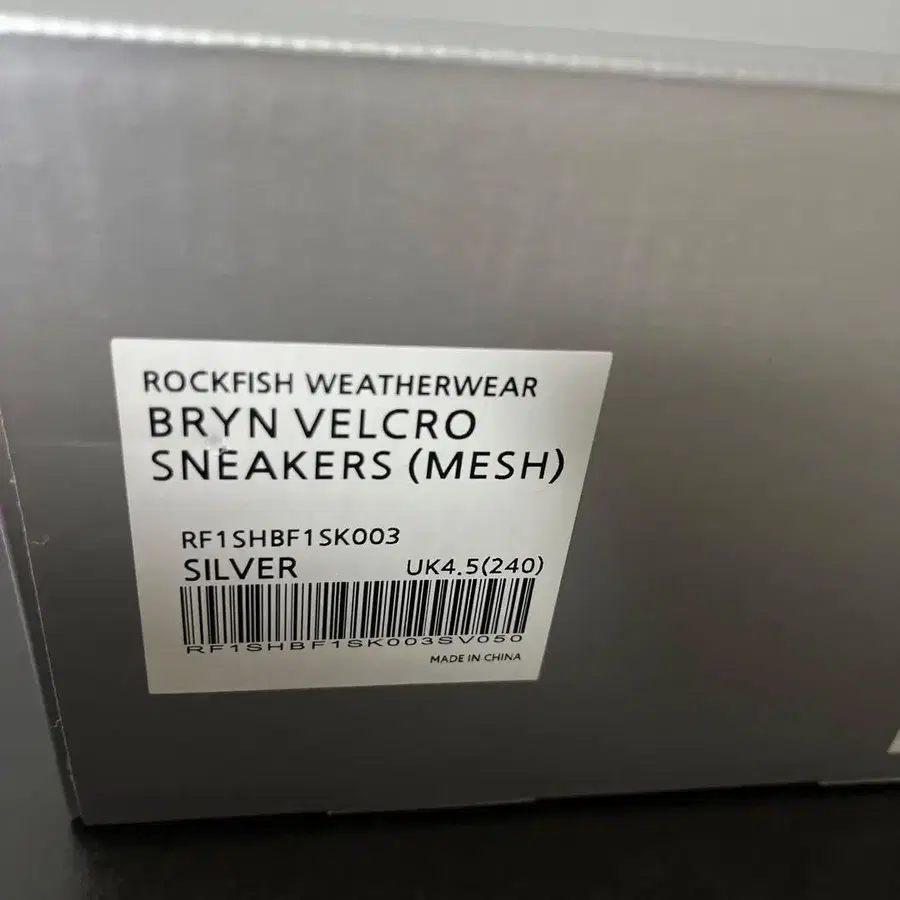 ROCKFISH WEATHERWEAR
BRYN VELCRO
SNEAKERS (MESH)
RF1SHBF1SK003
SILVER UK4.5(240)
RF1SHBF1SK003SV050
MADE IN CHINA